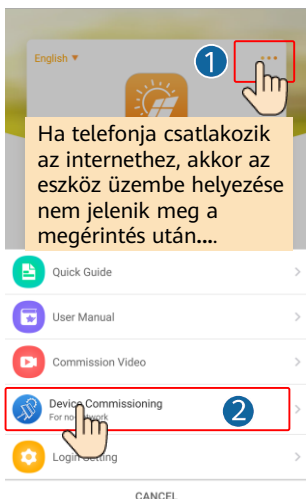 English ▼
1
Ha telefonja csatlakozik
az internethez, akkor az
eszköz üzembe helyezése
nem jelenik meg a
megérintés után....
Quick Guide
User Manual
Commission Video
Device Commissioning
For no network
2
Login Setting
CANCEL